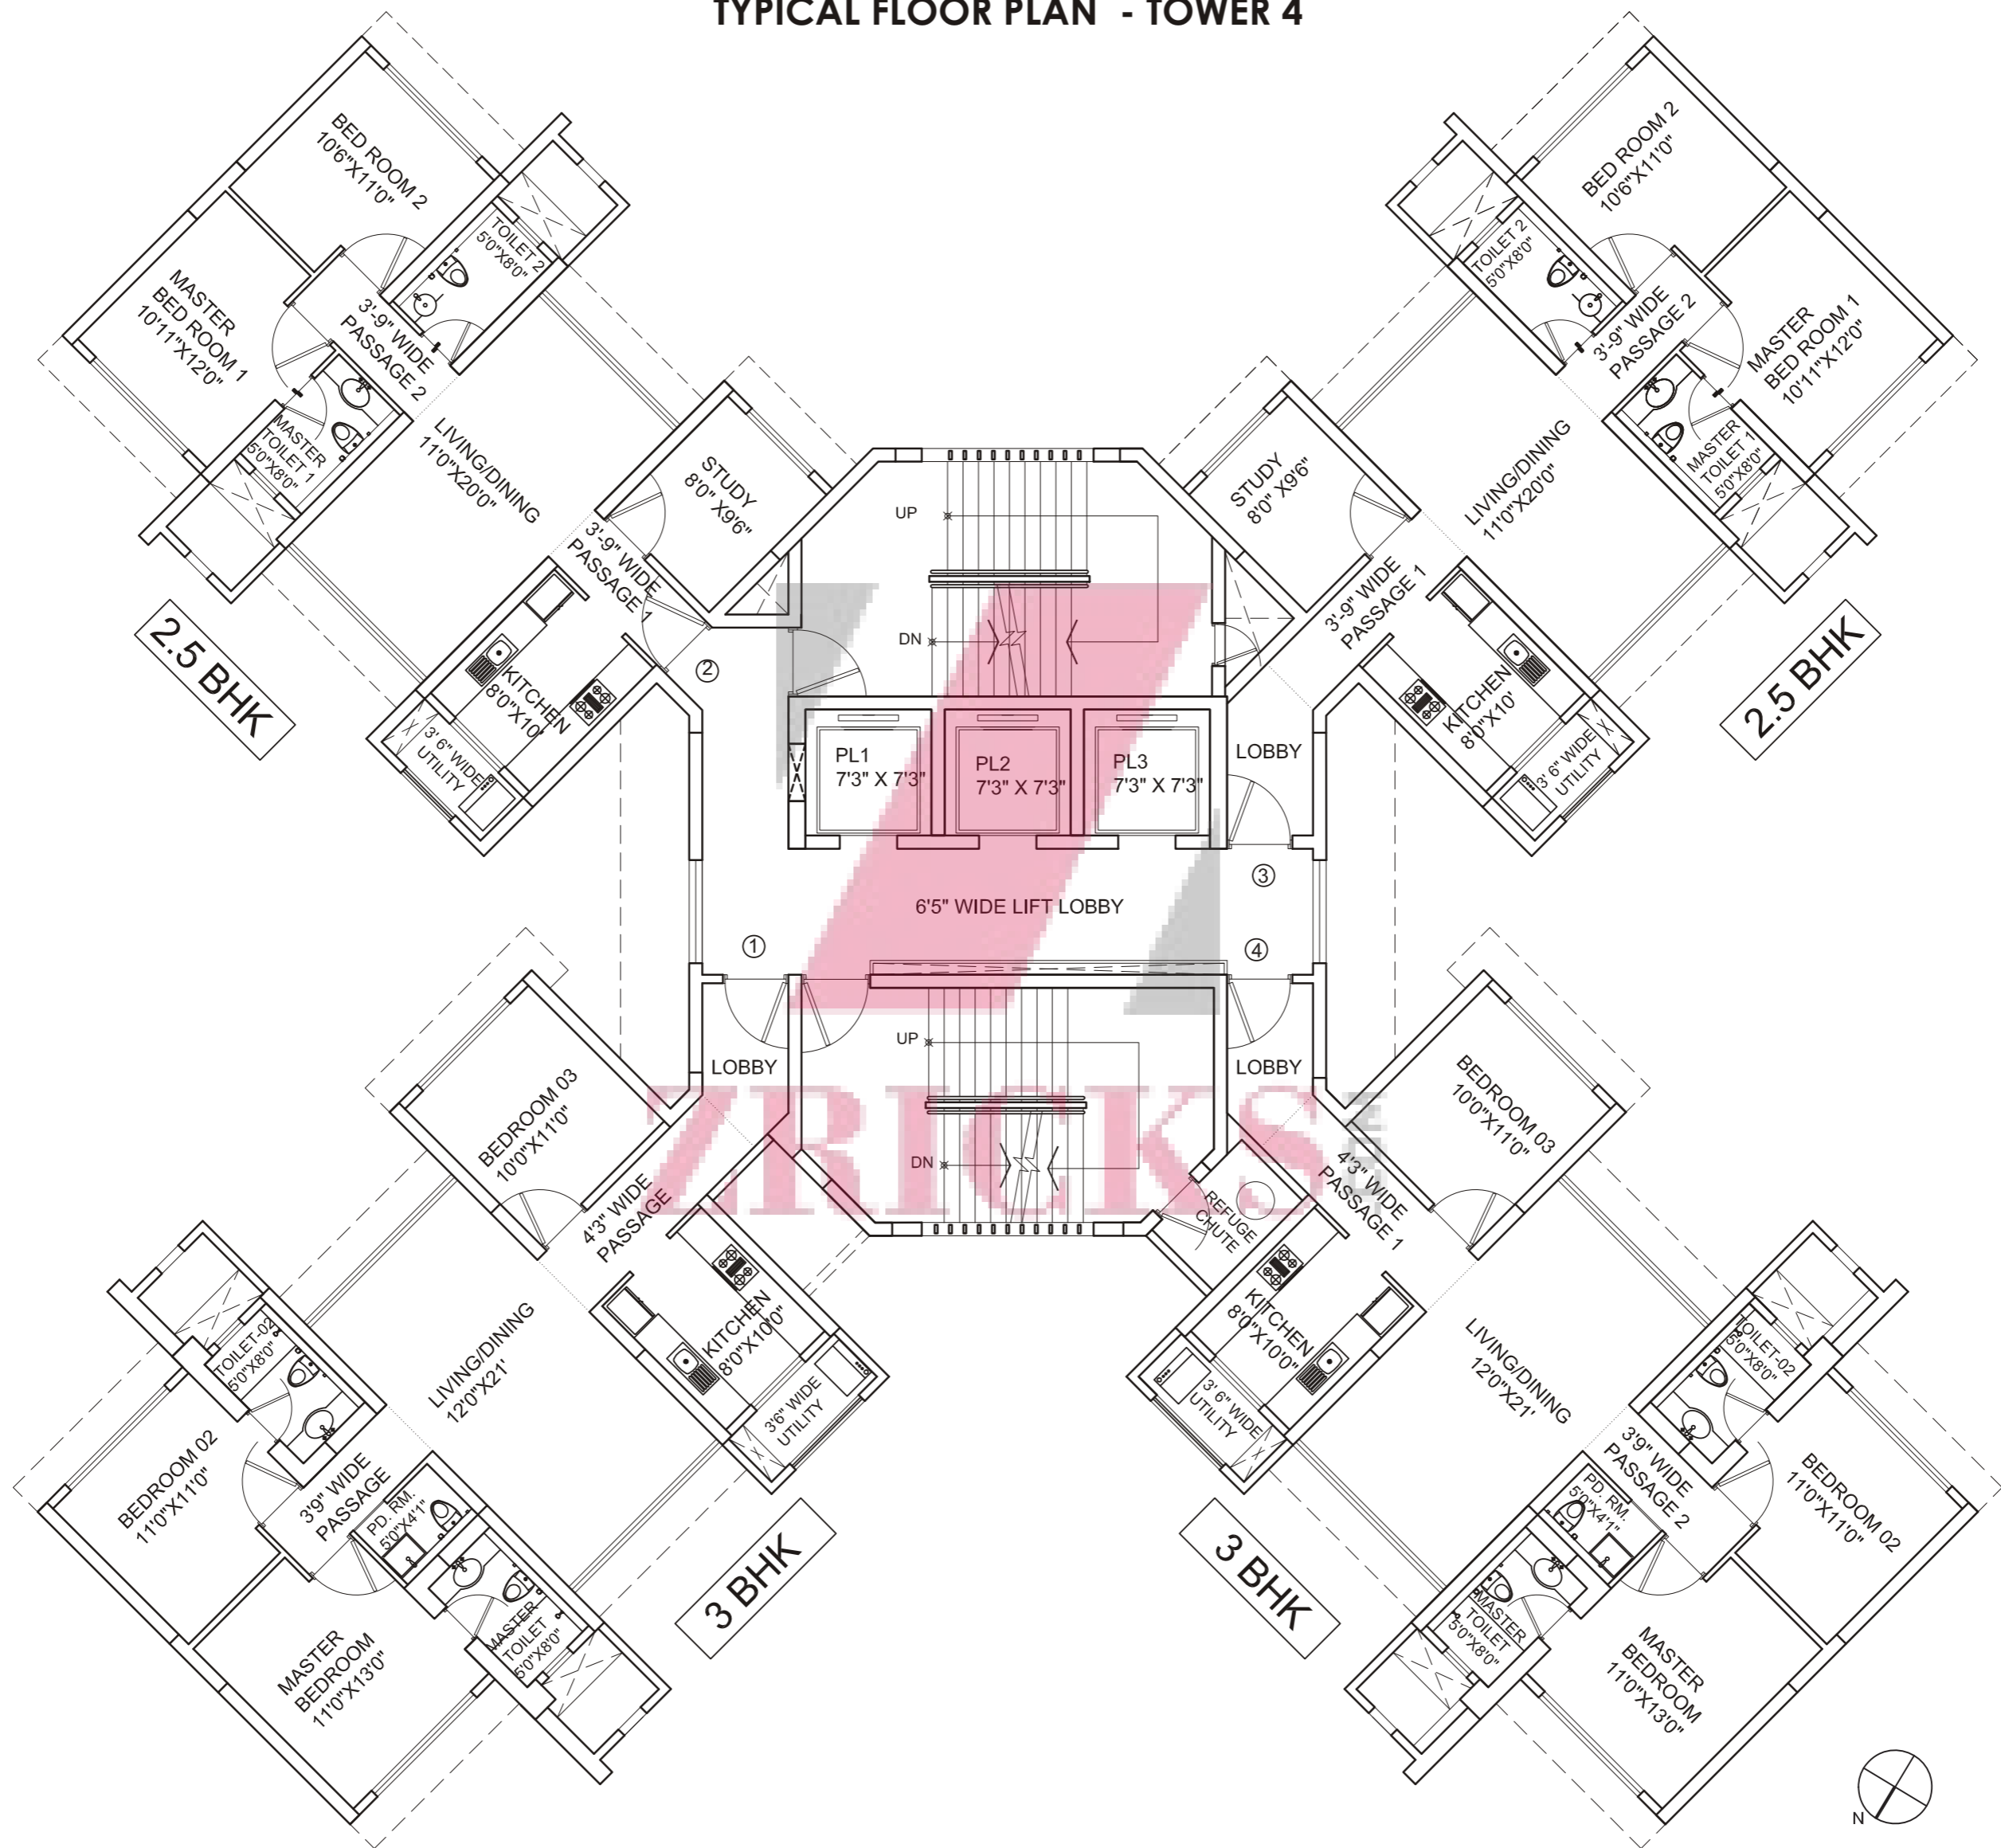 TYPICAL FLOOR PLAN - TOWER 4
BED ROOM 2
10'6"X11'0"
TOILET 2
5'0"X8'0"
MASTER
BED ROOM 1
10'11"X12'0"
3'-9" WIDE
PASSAGE 2
MASTER
TOILET 1
5'0"X8'0"
LIVING/DINING
11'0"X20'0"
STUDY
8'0" X9'6"
3'-9" WIDE
PASSAGE 1
KITCHEN
8'0"X10'
3' 6" WIDE
UTILITY
2.5 BHK
②
BED ROOM 2
10'6"X11'0"
TOILET 2
5'0"X8'0"
3'-9" WIDE
PASSAGE 2
MASTER
BED ROOM 1
10'11"X12'0"
MASTER
TOILET 1
5'0"X8'0"
LIVING/DINING
11'0"X20'0"
STUDY
8'0" X9'6"
3'-9" WIDE
PASSAGE 1
KITCHEN
8'0"X10'
3' 6" WIDE
UTILITY
2.5 BHK
UP
DN
PL1
7'3" X 7'3"
PL2
7'3" X 7'3"
PL3
7'3" X 7'3"
LOBBY
③
6'5" WIDE LIFT LOBBY
①
④
UP
DN
LOBBY
LOBBY
ZRICKS
REFUGE
CHUTE
BEDROOM 03
10'0"X11'0"
4'3" WIDE
PASSAGE
KITCHEN
8'0"X10'0"
3'6" WIDE
UTILITY
LIVING/DINING
12'0"X21'
TOILET-02
5'0"X8'0"
BEDROOM 02
11'0"X11'0"
3'9" WIDE
PASSAGE
PD. RM.
5'0"X4'1"
MASTER
TOILET
5'0"X8'0"
MASTER
BEDROOM
11'0"X13'0"
3 BHK
BEDROOM 03
10'0"X11'0"
4'3" WIDE
PASSAGE 1
KITCHEN
8'0"X10'0"
3' 6" WIDE
UTILITY
LIVING/DINING
12'0"X21'
TOILET-02
5'0"X8'0"
3'9" WIDE
PASSAGE 2
BEDROOM 02
11'0"X11'0"
PD. RM.
5'0"X4'1"
MASTER
TOILET
5'0"X8'0"
MASTER
BEDROOM
11'0"X13'0"
3 BHK
N